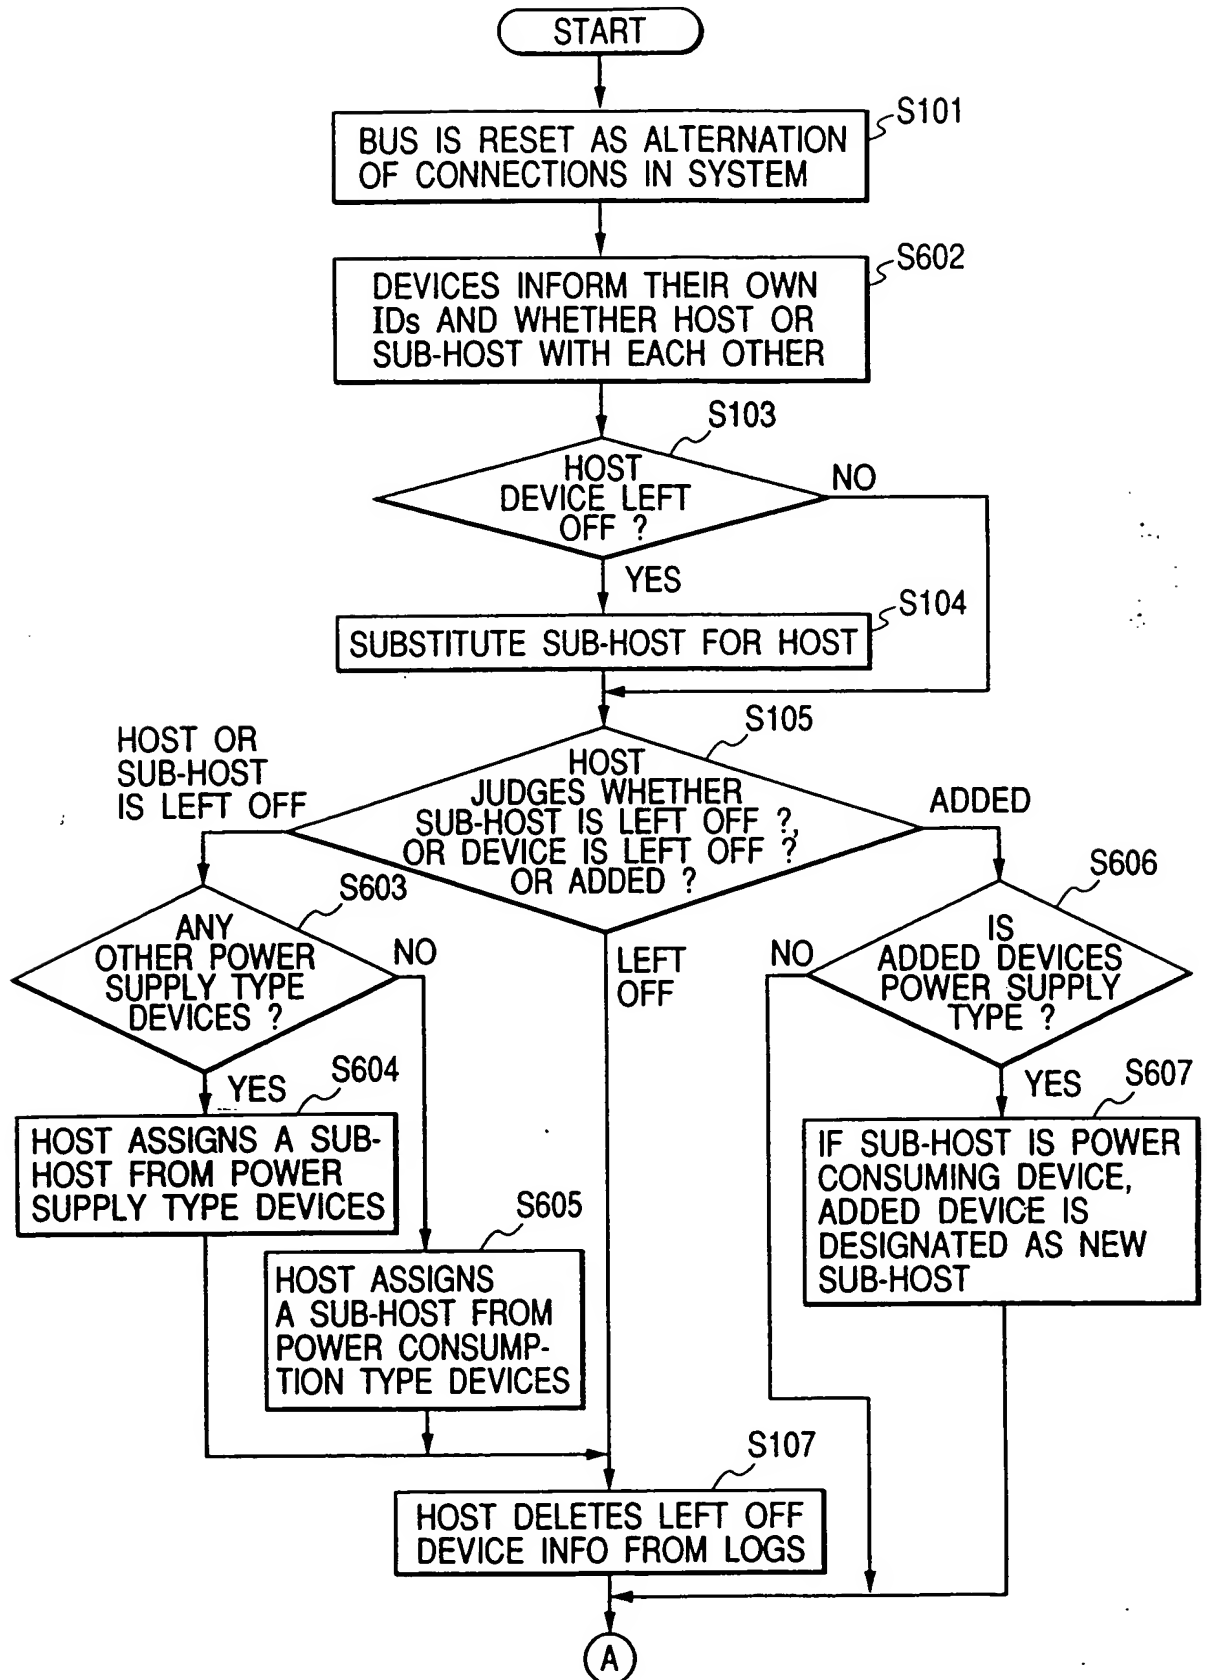 START
S101
BUS IS RESET AS ALTERNATION
OF CONNECTIONS IN SYSTEM
S602
DEVICES INFORM THEIR OWN
IDs AND WHETHER HOST OR
SUB-HOST WITH EACH OTHER
S103
HOST
DEVICE LEFT
OFF ?
NO
YES
S104
SUBSTITUTE SUB-HOST FOR HOST
S105
HOST
JUDGES WHETHER
SUB-HOST IS LEFT OFF ?,
OR DEVICE IS LEFT OFF ?
OR ADDED ?
HOST OR
SUB-HOST
IS LEFT OFF
ADDED
LEFT
OFF
S603
ANY
OTHER POWER
SUPPLY TYPE
DEVICES ?
NO
YES
S604
HOST ASSIGNS A SUB-
HOST FROM POWER
SUPPLY TYPE DEVICES
S605
HOST ASSIGNS
A SUB-HOST FROM
POWER CONSUMP-
TION TYPE DEVICES
S606
IS
ADDED DEVICES
POWER SUPPLY
TYPE ?
NO
YES
S607
IF SUB-HOST IS POWER
CONSUMING DEVICE,
ADDED DEVICE IS
DESIGNATED AS NEW
SUB-HOST
S107
HOST DELETES LEFT OFF
DEVICE INFO FROM LOGS
A